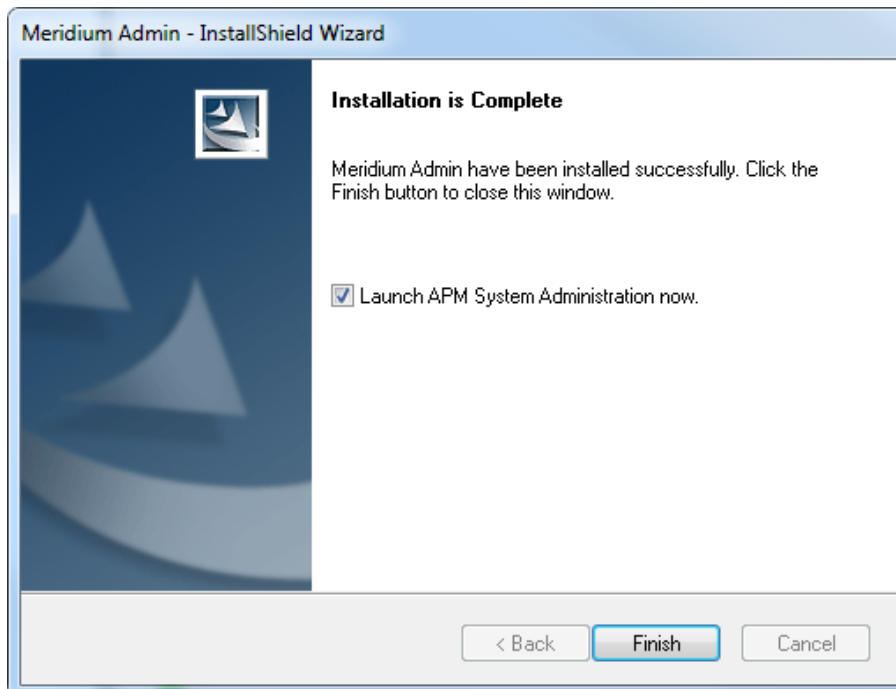 Meridium Admin - InstallShield Wizard
Installation is Complete
Meridium Admin have been installed successfully. Click the
Finish button to close this window.
Launch APM System Administration now.
< Back
Finish
Cancel